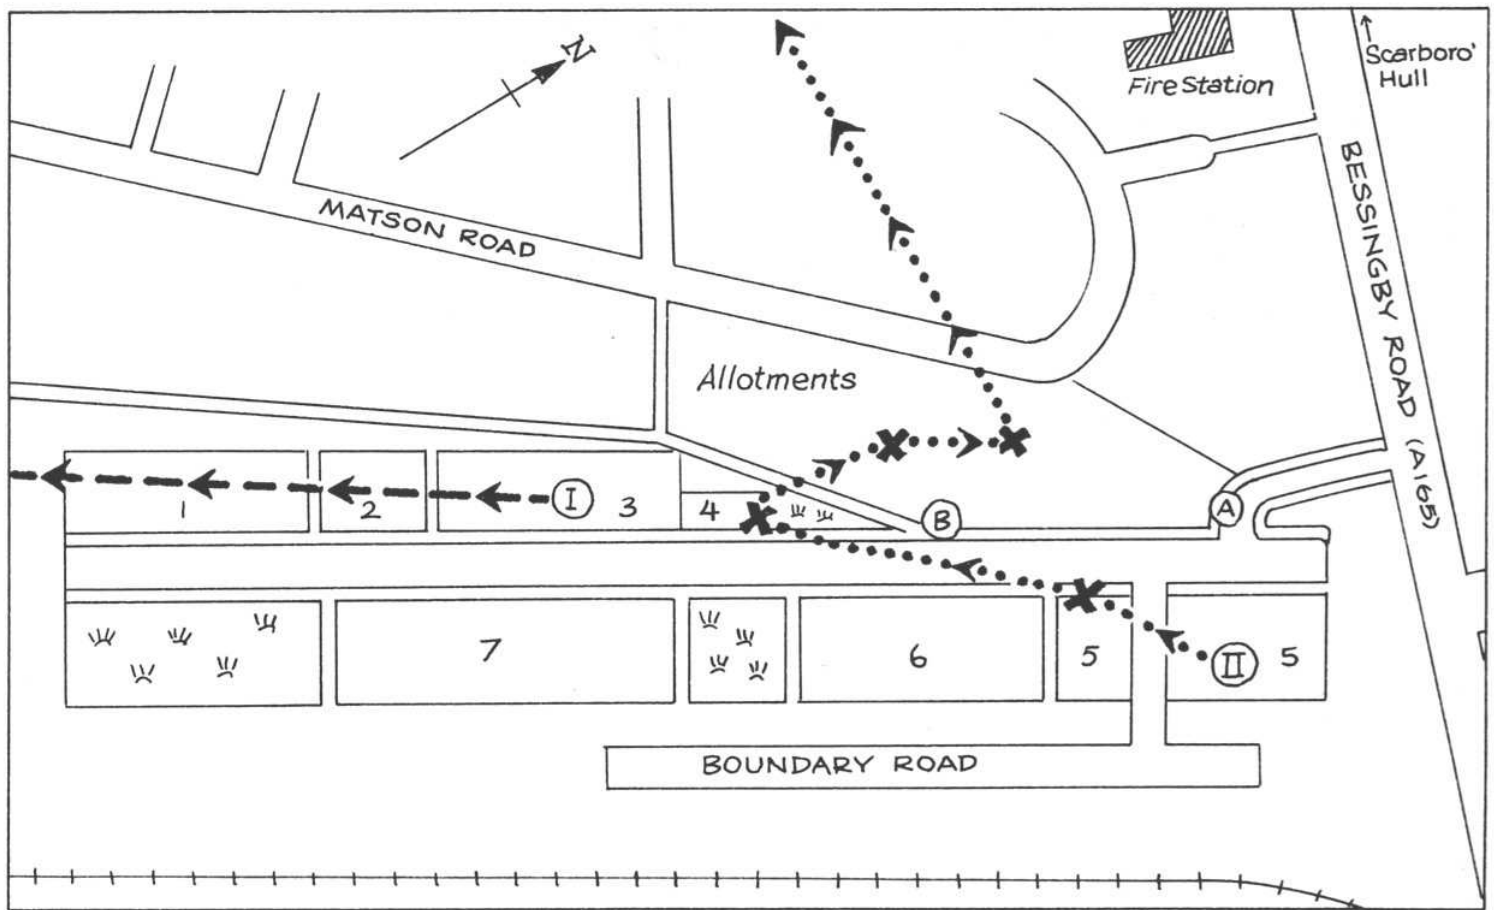 N
Scarboro'
Hull
Fire Station
BESSINGBY ROAD (A165)
MATSON ROAD
Allotments
I
1
2
3
4
B
A
7
6
5
II
5
BOUNDARY ROAD